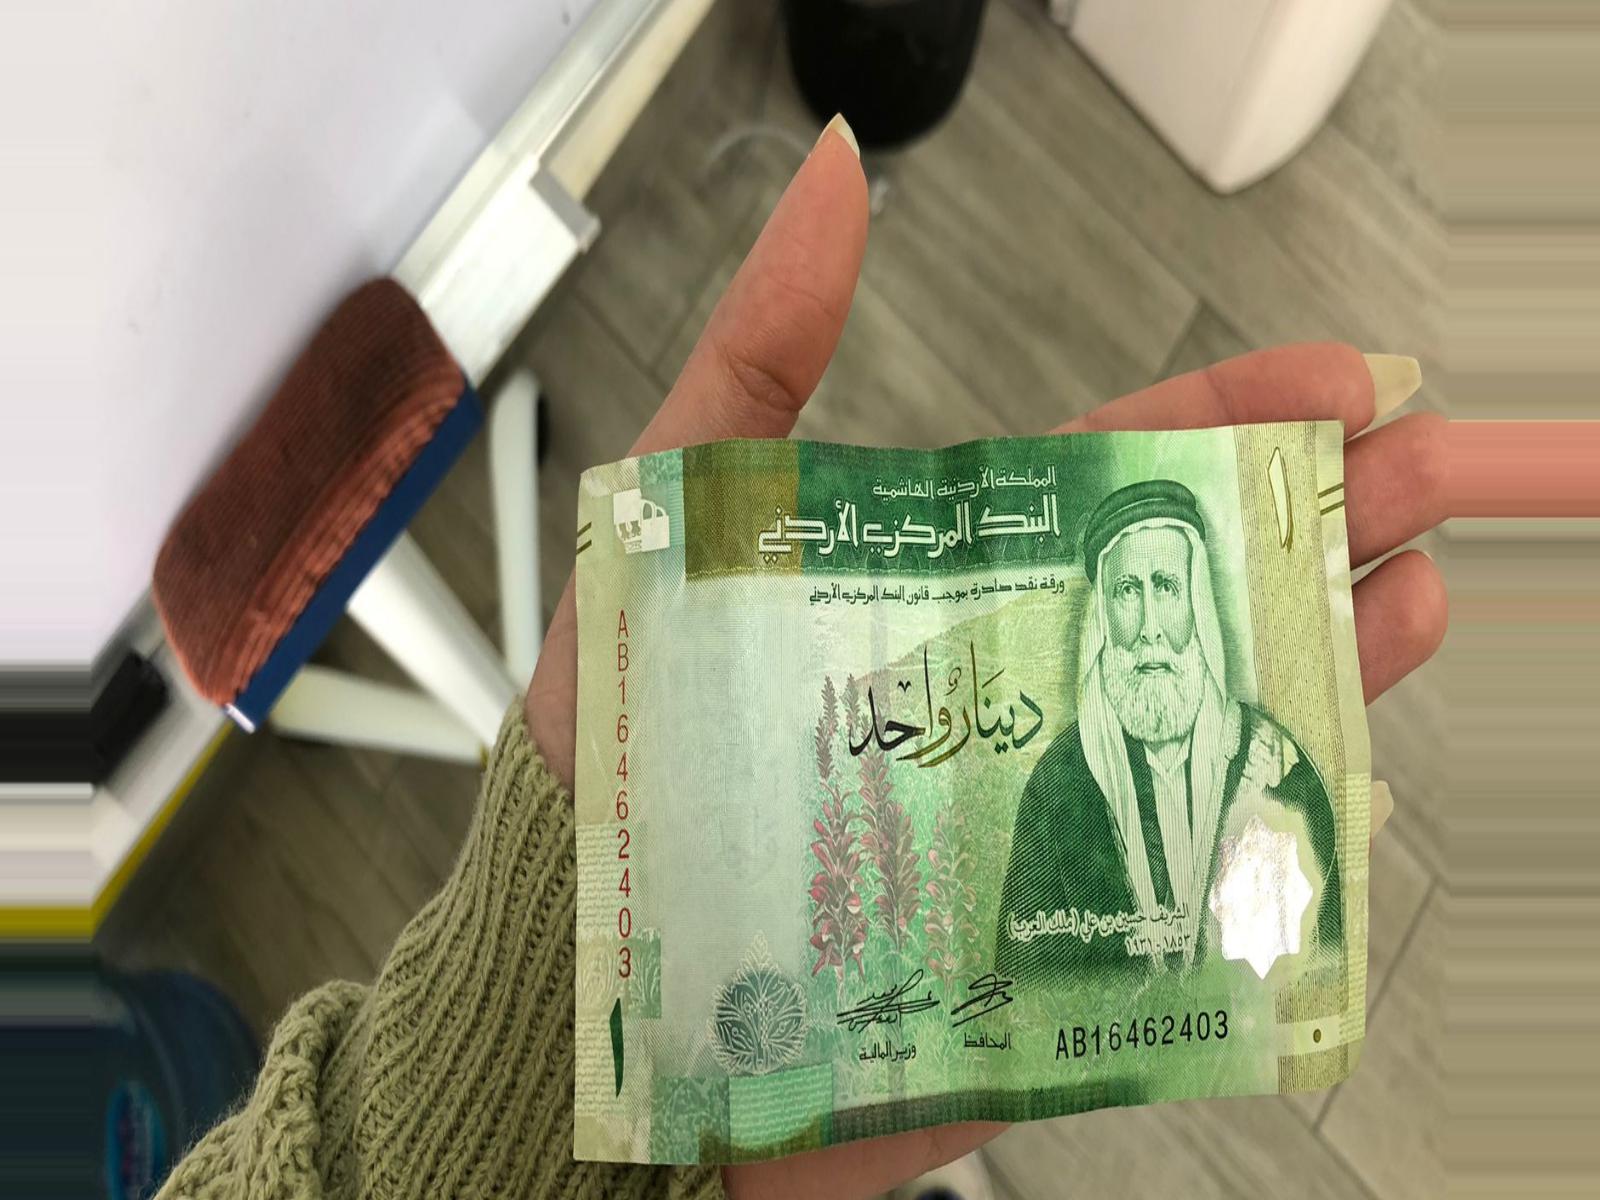 المملكة الأردنية الهاشمية
البنك المركزي الأردني
ورقة نقد صادرة بموجب قانون البنك المركزي الأردني
١
دينار واحد
AB16462403
الشريف حسين بن علي (ملك العرب)
١٨٥٣ - ١٩٣١
المحافظ
وزير المالية
AB16462403
١